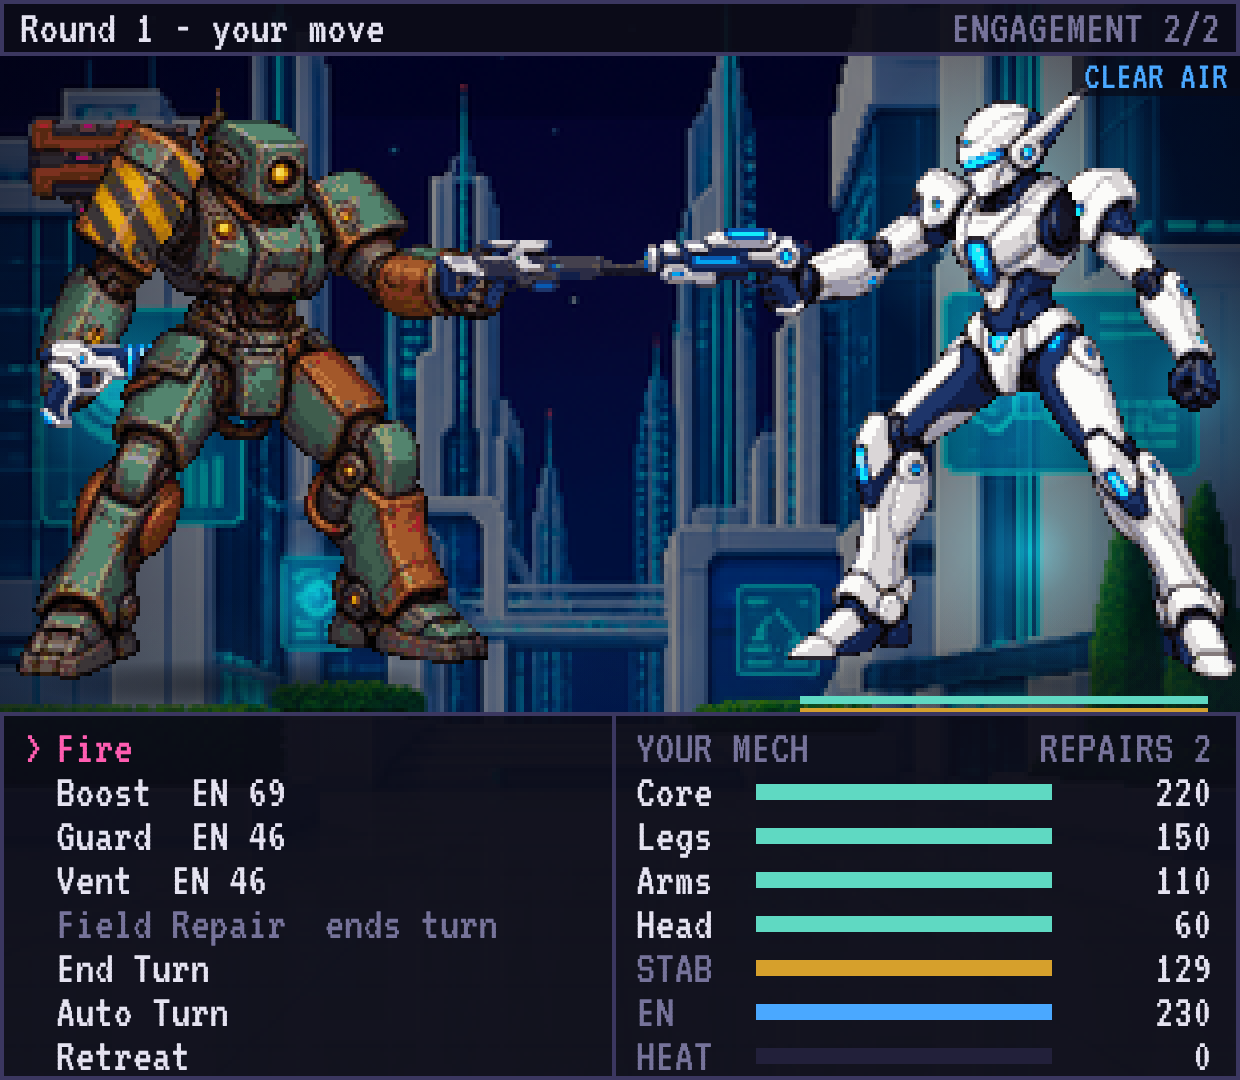 Round 1 - your move
ENGAGEMENT 2/2
CLEAR AIR
> Fire
Boost EN 69
Guard EN 46
Vent EN 46
Field Repair ends turn
End Turn
Auto Turn
Retreat
YOUR MECH REPAIRS 2
Core 220
Legs 150
Arms 110
Head 60
STAB 129
EN 230
HEAT 0